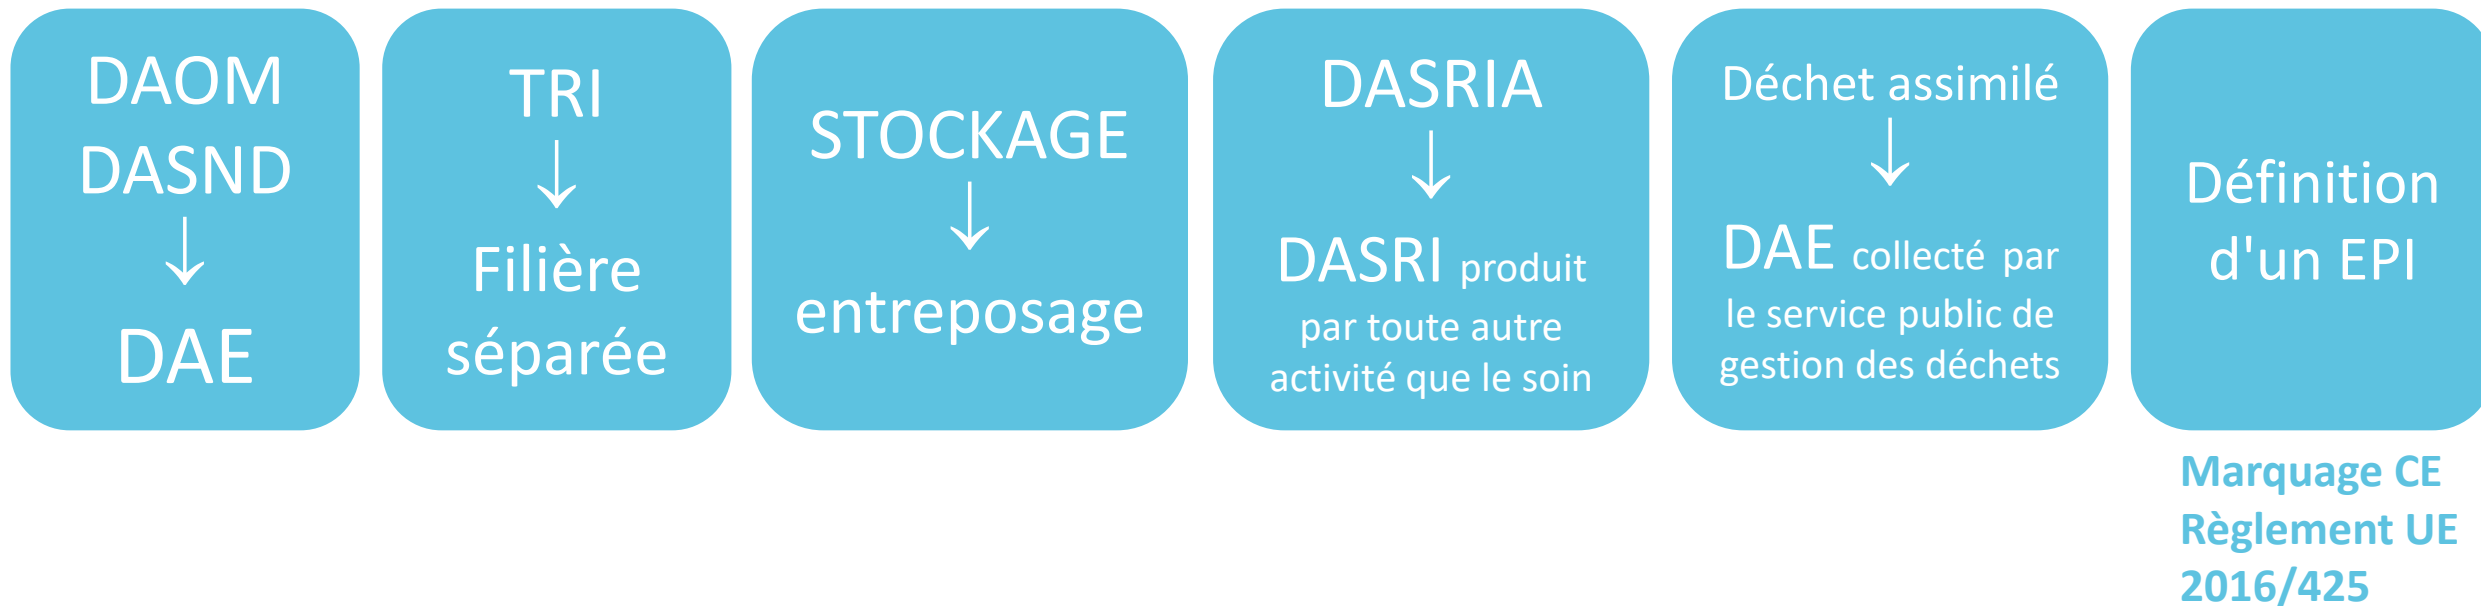 DAOM
DASND
↓
DAE
TRI
↓
Filière
séparée
STOCKAGE
↓
entreposage
DASRIA
↓
DASRI produit
par toute autre
activité que le soin
Déchet assimilé
↓
DAE collecté par
le service public de
gestion des déchets
Définition
d'un EPI
Marquage CE
Règlement UE
2016/425